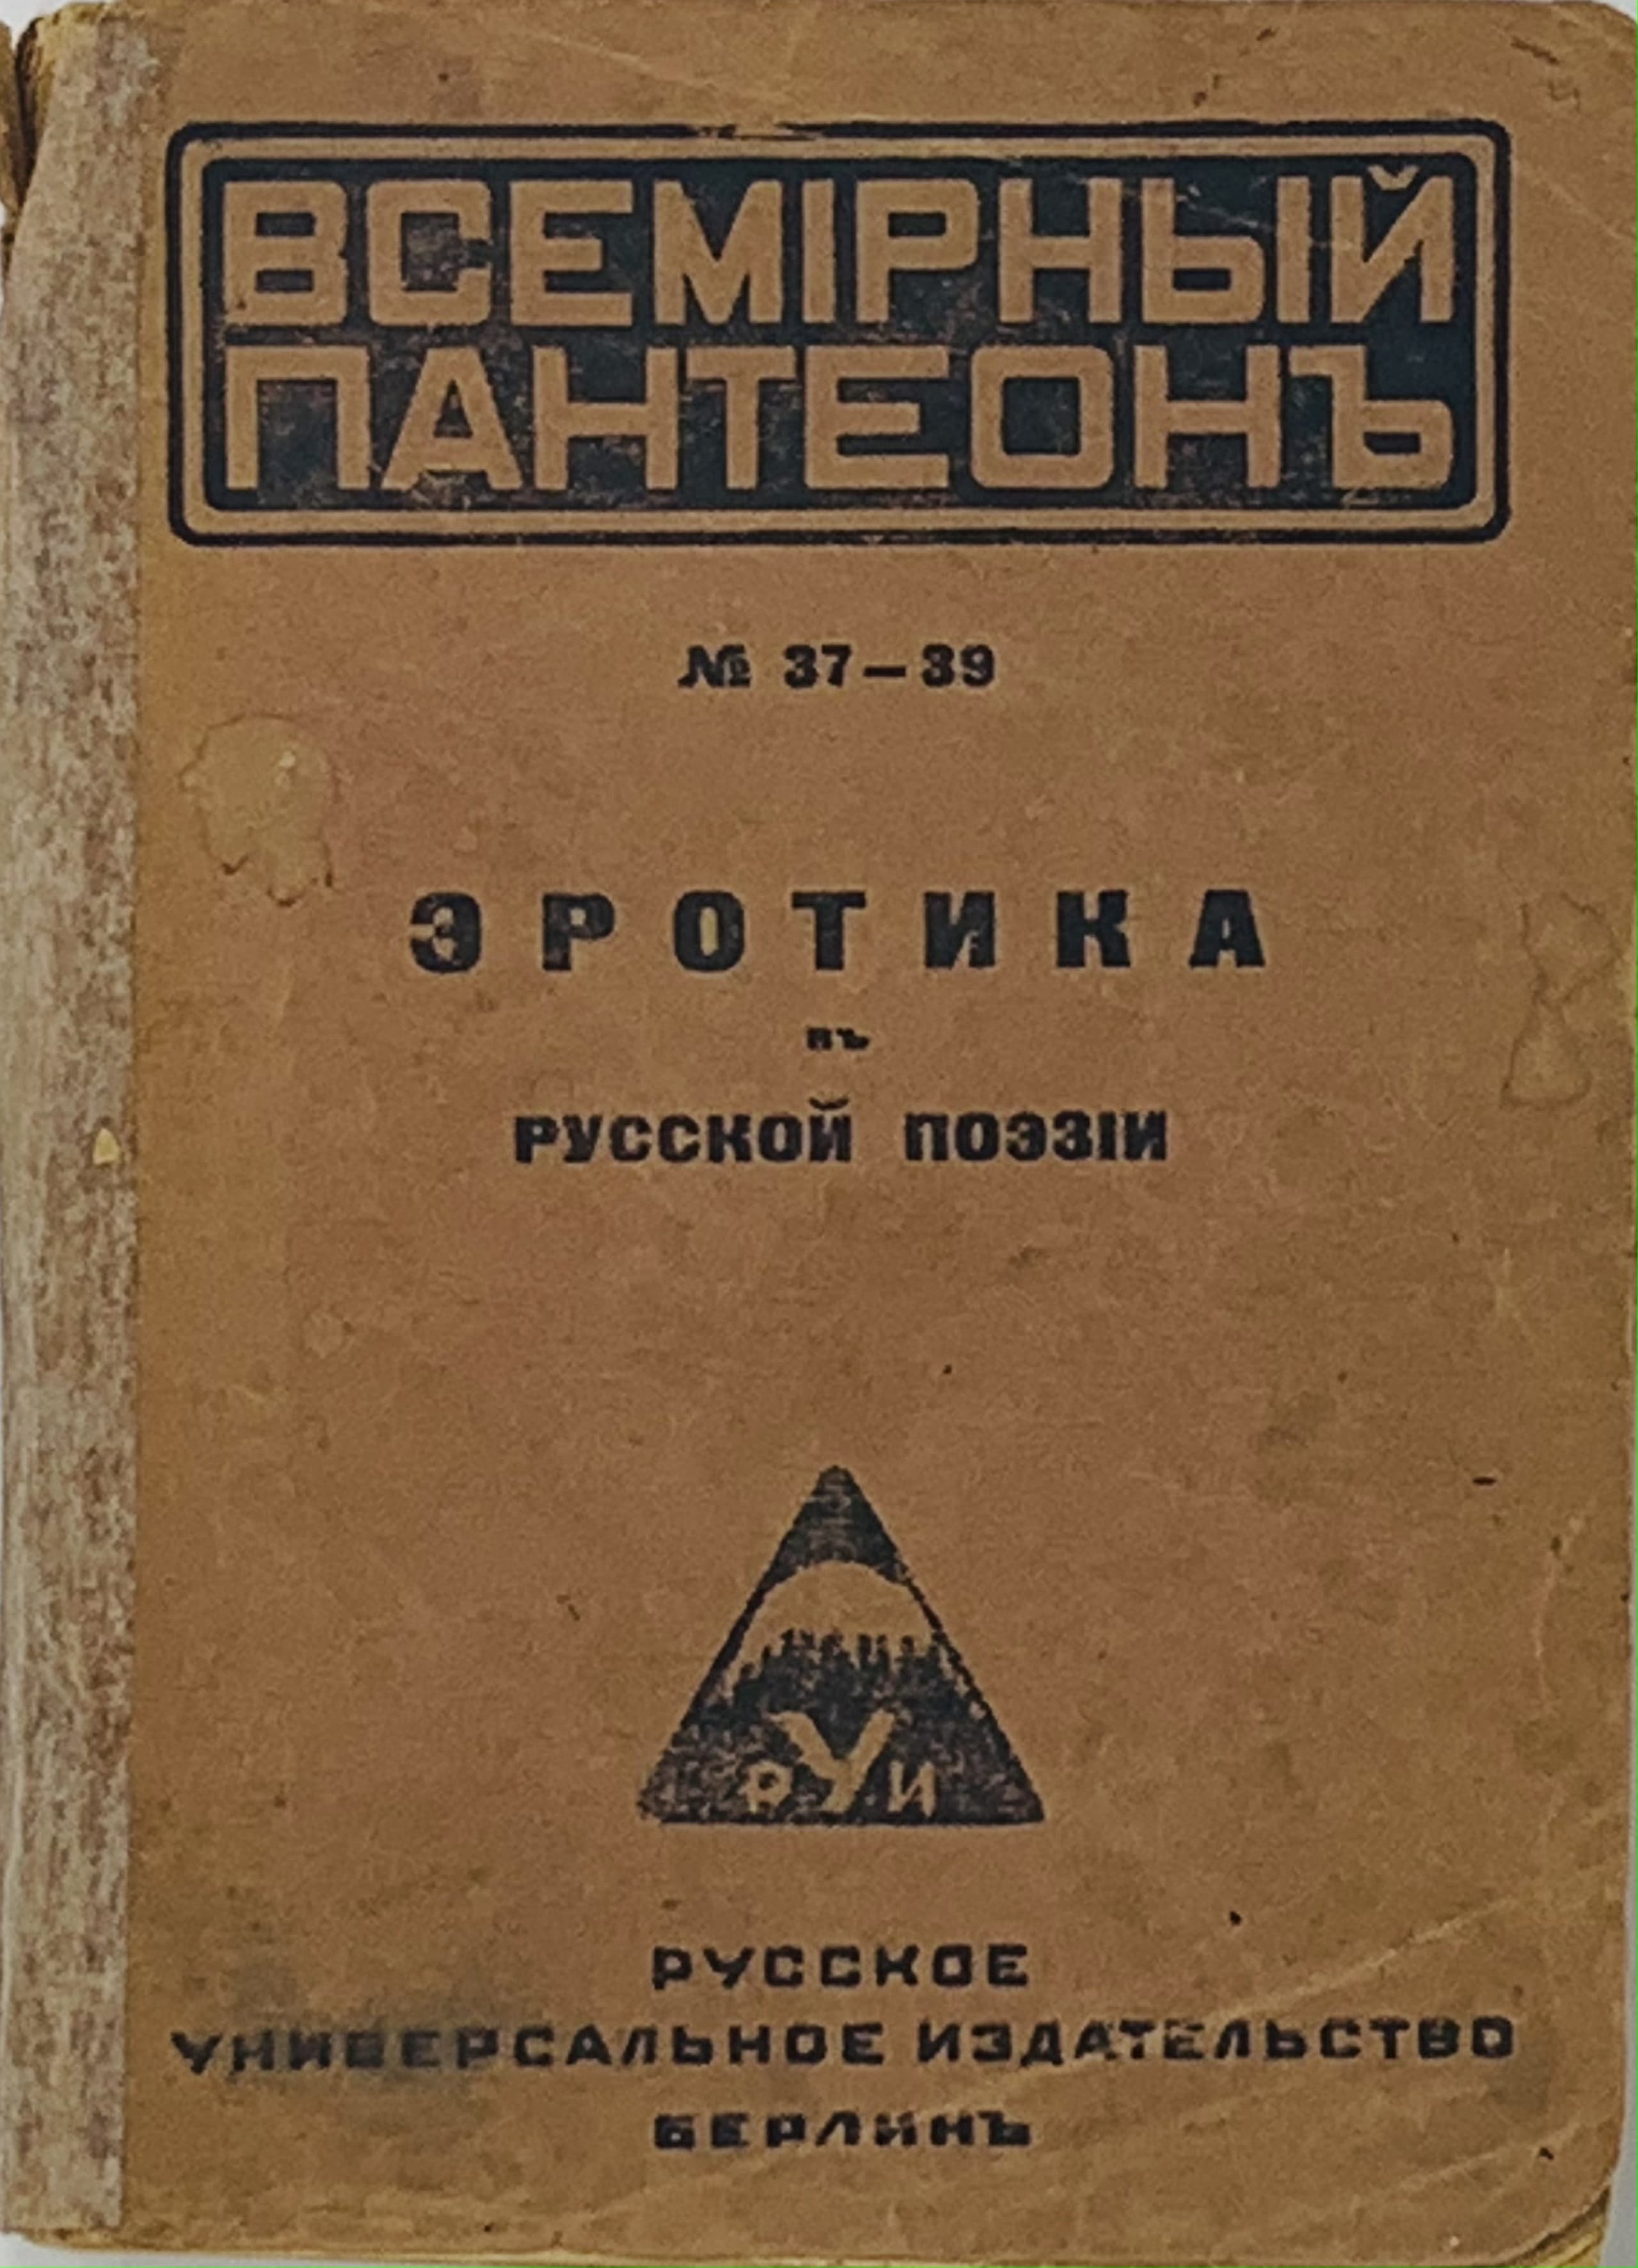 ВСЕМІРНЫЙ
ПАНТЕОНЪ
№ 37—39
ЭРОТИКА
въ
РУССКОЙ ПОЭЗІИ
РУИ
РУССКОЕ
УНИВЕРСАЛЬНОЕ ИЗДАТЕЛЬСТВО
БЕРЛИНЪ